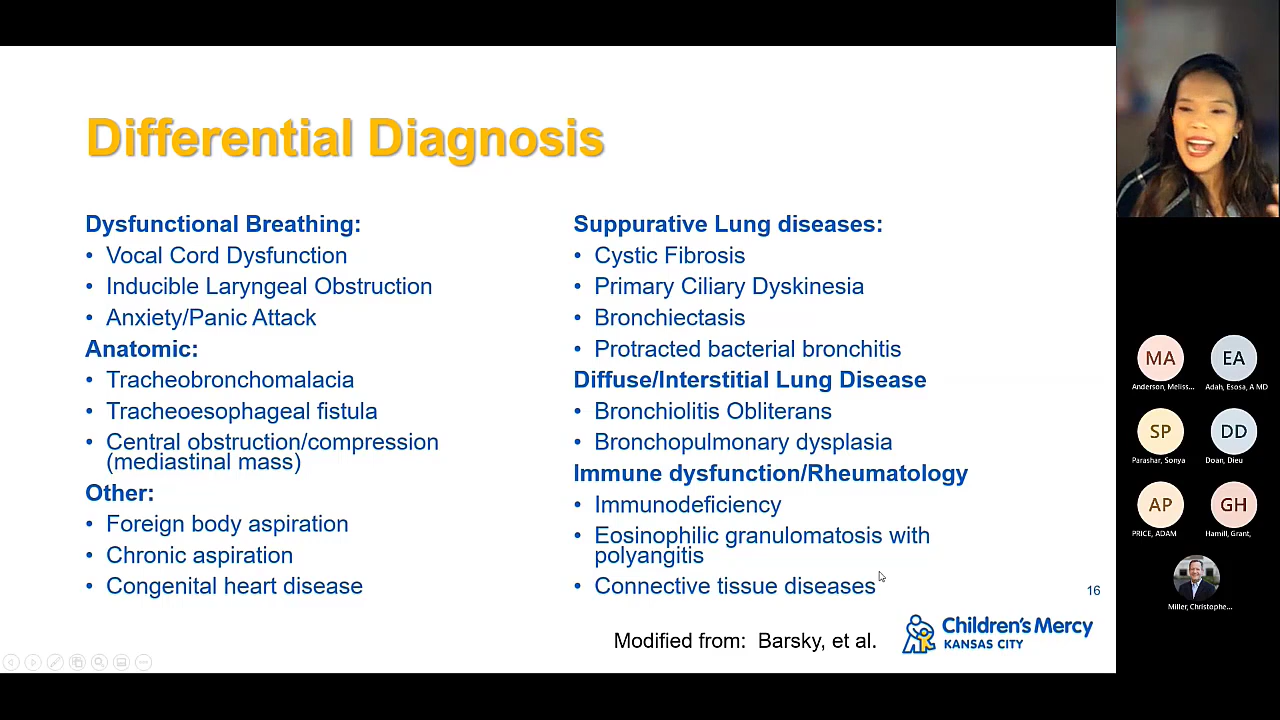 Differential Diagnosis
Dysfunctional Breathing:
• Vocal Cord Dysfunction
• Inducible Laryngeal Obstruction
• Anxiety/Panic Attack
Anatomic:
• Tracheobronchomalacia
• Tracheoesophageal fistula
• Central obstruction/compression
(mediastinal mass)
Other:
• Foreign body aspiration
• Chronic aspiration
• Congenital heart disease
Suppurative Lung diseases:
• Cystic Fibrosis
• Primary Ciliary Dyskinesia
• Bronchiectasis
• Protracted bacterial bronchitis
Diffuse/Interstitial Lung Disease
• Bronchiolitis Obliterans
• Bronchopulmonary dysplasia
Immune dysfunction/Rheumatology
• Immunodeficiency
• Eosinophilic granulomatosis with
polyangitis
• Connective tissue diseases
16
Modified from: Barsky, et al.
Children's Mercy
KANSAS CITY
MA
Anderson, Meliss...
EA
Adah, Esosa, A MD
SP
Parashar, Sonya
DD
Doan, Dieu
AP
PRICE, ADAM
GH
Hamill, Grant,
Miller, Christophe...